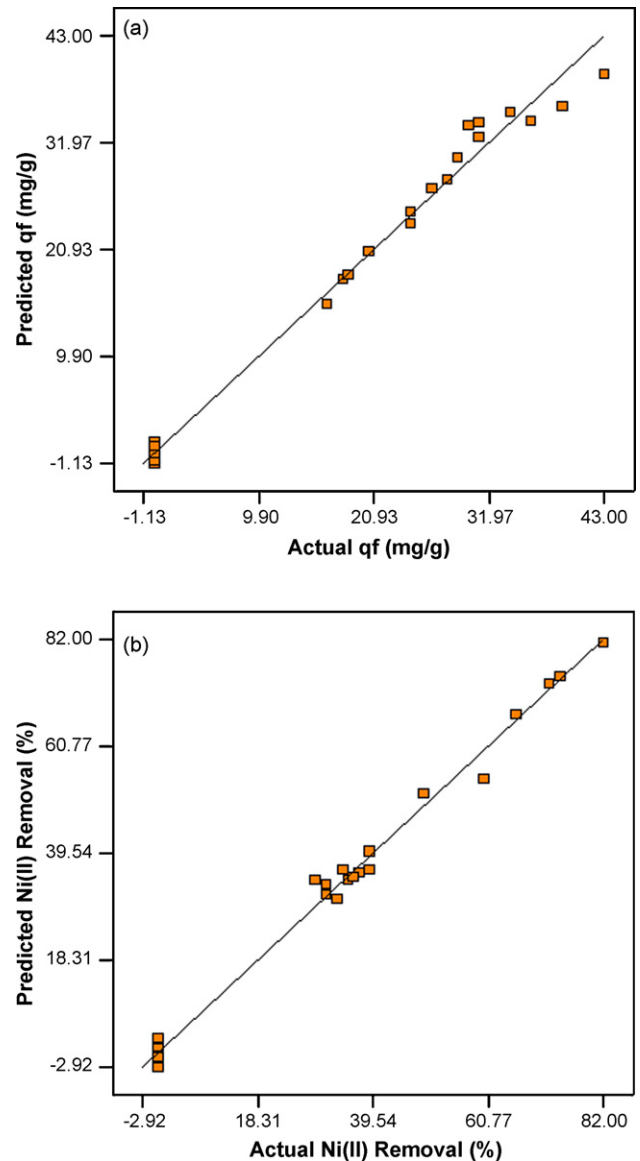 (a)
43.00
31.97
20.93
9.90
-1.13
Predicted qf (mg/g)
-1.13 9.90 20.93 31.97 43.00
Actual qf (mg/g)
(b)
82.00
60.77
39.54
18.31
-2.92
Predicted Ni(II) Removal (%)
-2.92 18.31 39.54 60.77 82.00
Actual Ni(II) Removal (%)